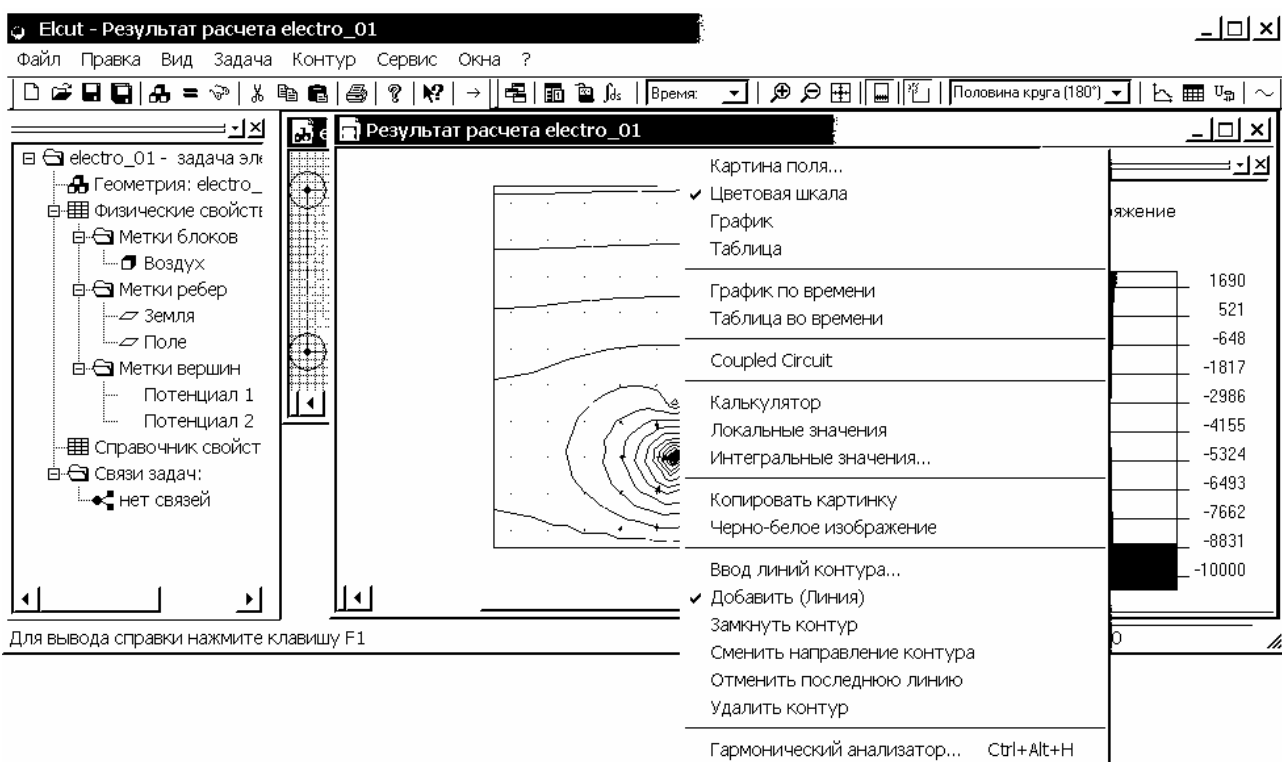 Elcut - Результат расчета electro_01
Файл Правка Вид Задача Контур Сервис Окна ?
Время:
Половина круга (180°)
electro_01 - задача эле
Геометрия: electro_
Физические свойств
Метки блоков
Воздух
Метки ребер
Земля
Поле
Метки вершин
Потенциал 1
Потенциал 2
Справочник свойст
Связи задач:
нет связей
Результат расчета electro_01
Картина поля...
Цветовая шкала
График
Таблица
График по времени
Таблица во времени
Coupled Circuit
Калькулятор
Локальные значения
Интегральные значения...
Копировать картинку
Черно-белое изображение
Ввод линий контура...
Добавить (Линия)
Замкнуть контур
Сменить направление контура
Отменить последнюю линию
Удалить контур
Гармонический анализатор... Ctrl+Alt+H
яжение
1690
521
-648
-1817
-2986
-4155
-5324
-6493
-7662
-8831
-10000
Для вывода справки нажмите клавишу F1